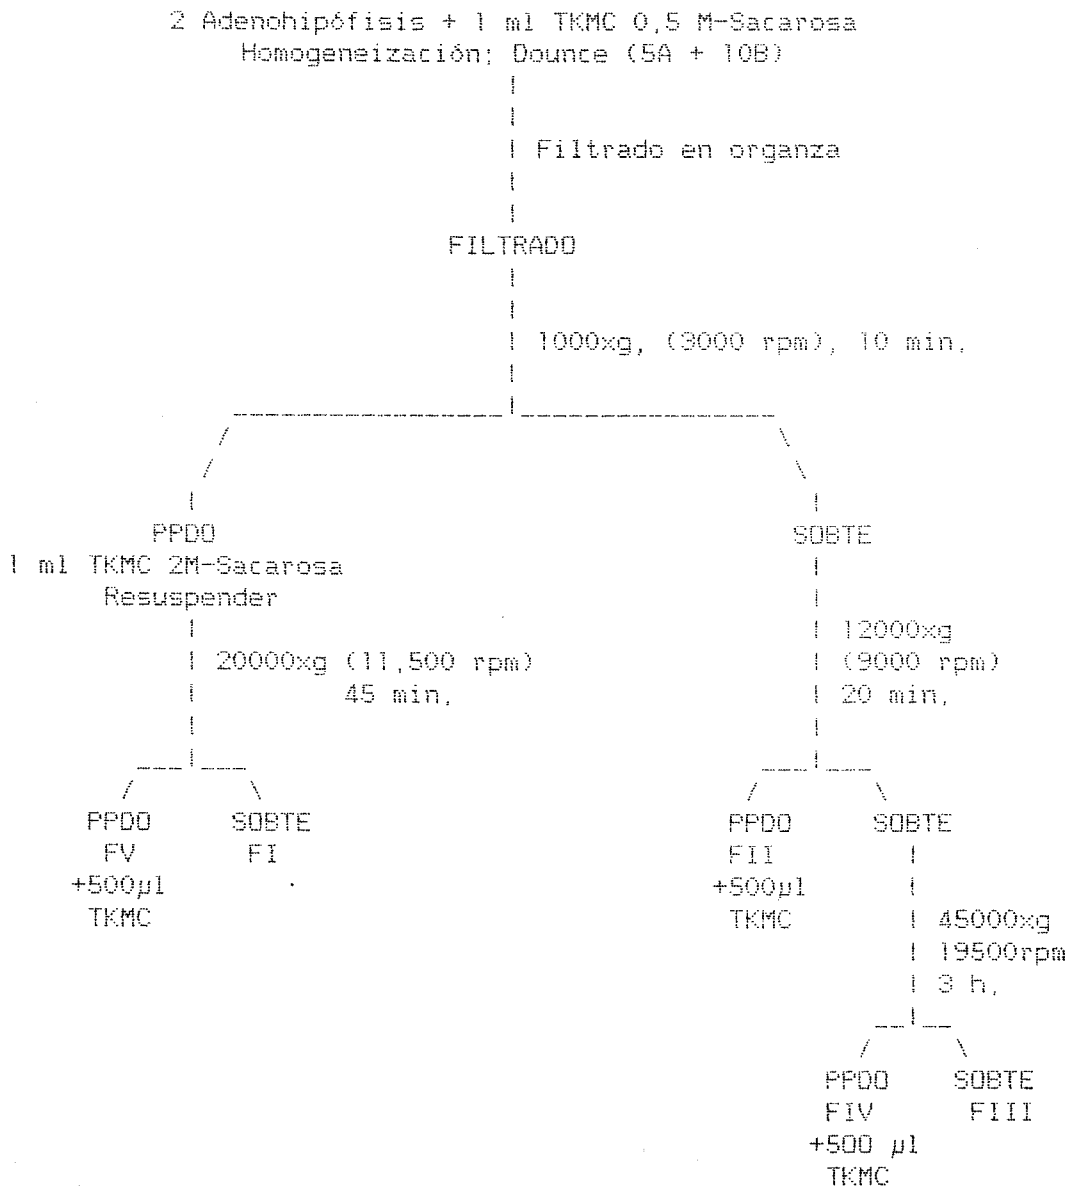 2 Adenohipófisis + 1 ml TKMC 0,5 M-Sacarosa
Homogeneización: Dounce (5A + 10B)
Filtrado en organza
FILTRADO
1000xg, (3000 rpm), 10 min.
PPDO
1 ml TKMC 2M-Sacarosa
Resuspender
20000xg (11,500 rpm)
45 min.
PPDO
FV
+500µl
TKMC
SOBTE
FI
SOBTE
12000xg
(9000 rpm)
20 min.
PPDO
FII
+500µl
TKMC
SOBTE
45000xg
19500rpm
3 h.
PPDO
FIV
+500 µl
TKMC
SOBTE
FIII